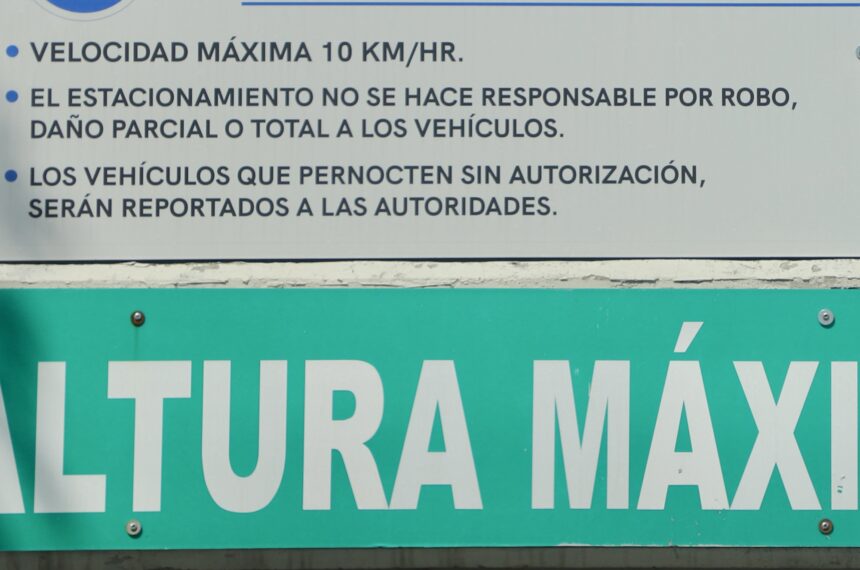 • VELOCIDAD MÁXIMA 10 KM/HR.
• EL ESTACIONAMIENTO NO SE HACE RESPONSABLE POR ROBO,
DAÑO PARCIAL O TOTAL A LOS VEHÍCULOS.
• LOS VEHÍCULOS QUE PERNOCTEN SIN AUTORIZACIÓN,
SERÁN REPORTADOS A LAS AUTORIDADES.
ALTURA MÁXI